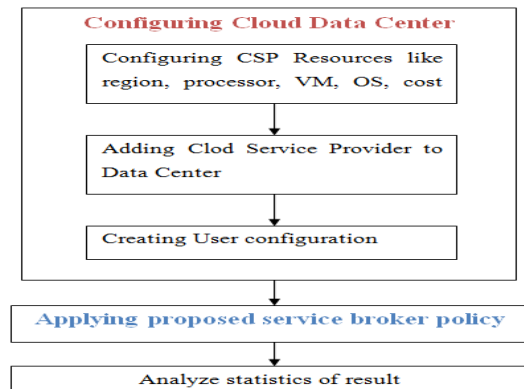 Configuring Cloud Data Center
Configuring CSP Resources like
region, processor, VM, OS, cost
Adding Clod Service Provider to
Data Center
Creating User configuration
Applying proposed service broker policy
Analyze statistics of result